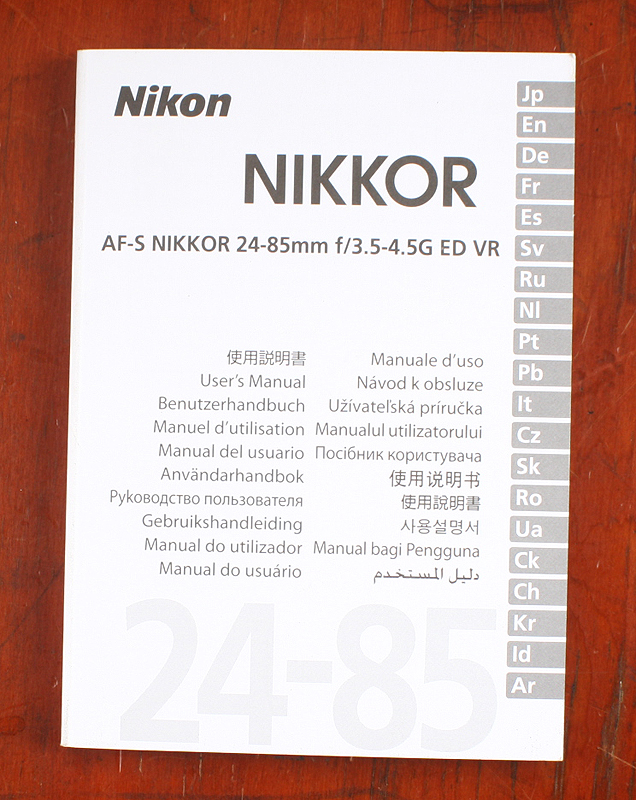 Nikon
NIKKOR
AF-S NIKKOR 24-85mm f/3.5-4.5G ED VR
使用説明書
User's Manual
Benutzerhandbuch
Manuel d'utilisation
Manual del usuario
Användarhandbok
Руководство пользователя
Gebruikshandleiding
Manual do utilizador
Manual do usuário
Manuale d'uso
Návod k obsluze
Užívateľská príručka
Manualul utilizatorului
Посібник користувача
使用说明书
使用說明書
사용설명서
Manual bagi Pengguna
دليل المستخدم
24-85
Jp
En
De
Fr
Es
Sv
Ru
Nl
Pt
Pb
It
Cz
Sk
Ro
Ua
Ck
Ch
Kr
Id
Ar